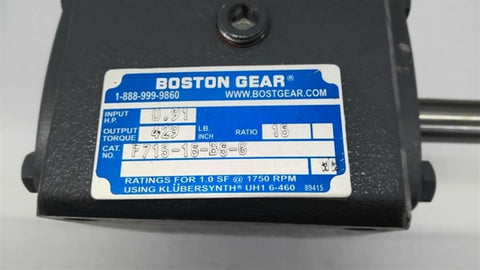 BOSTON GEAR®
1-888-999-9860 WWW.BOSTGEAR.COM
INPUT H.P. 0.91
OUTPUT TORQUE 429 LB. INCH RATIO 15
CAT. NO. F715-15-B5-G
RATINGS FOR 1.0 SF @ 1750 RPM
USING KLÜBERSYNTH® UH1 6-460 89415